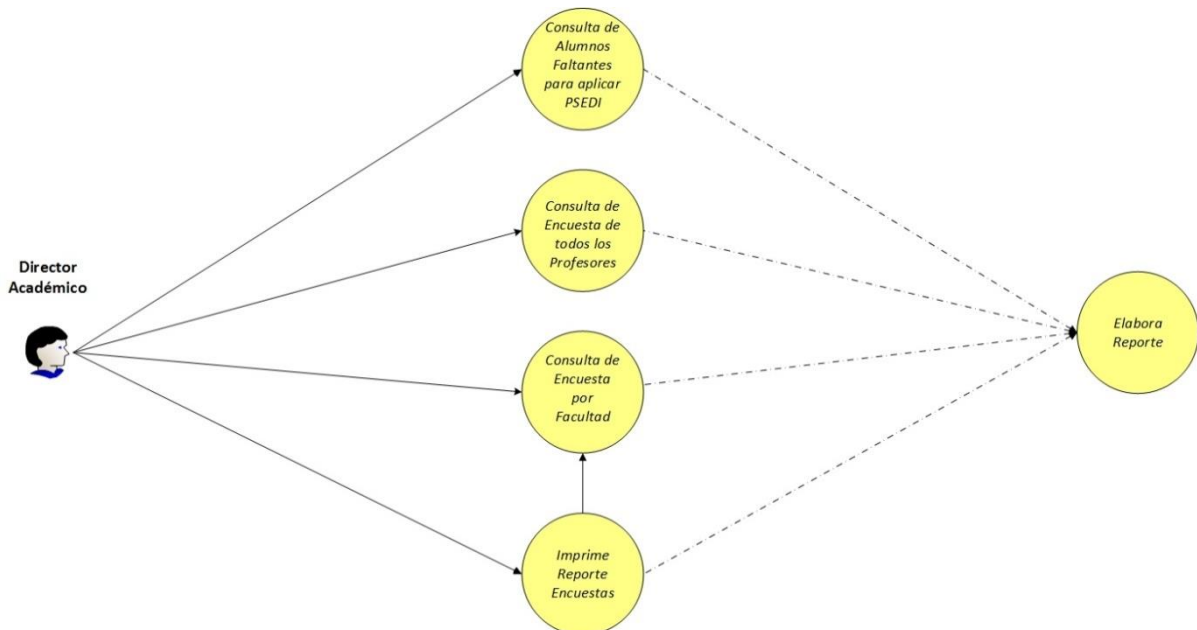 Consulta de
Alumnos
Faltantes
para aplicar
PSEDI
Consulta de
Encuesta de
todos los
Profesores
Director
Académico
Elabora
Reporte
Consulta de
Encuesta
por
Facultad
Imprime
Reporte
Encuestas